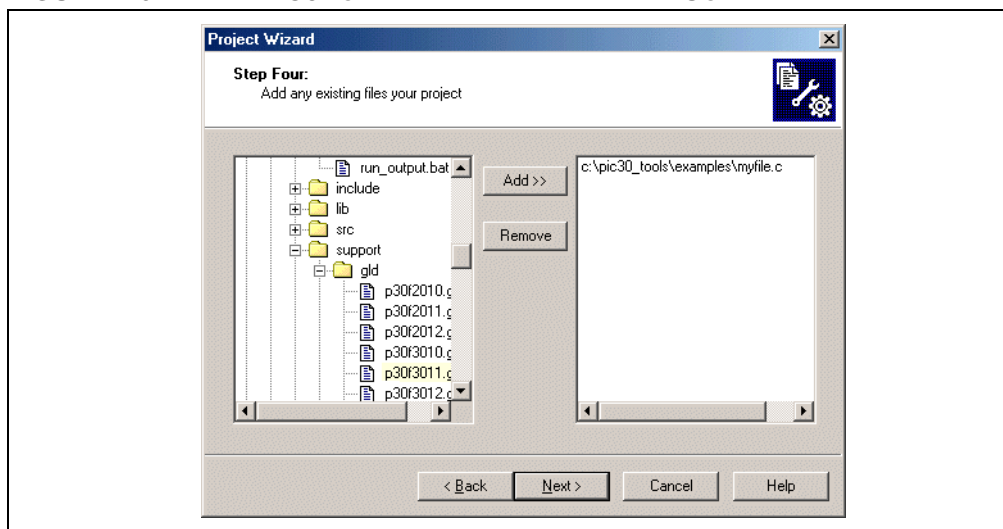 Project Wizard
Step Four:
Add any existing files your project
run_output.bat
include
lib
src
support
gld
p30f2010.g
p30f2011.g
p30f2012.g
p30f3010.g
p30f3011.g
p30f3012.g
Add >>
Remove
c:\pic30_tools\examples\myfile.c
< Back
Next >
Cancel
Help